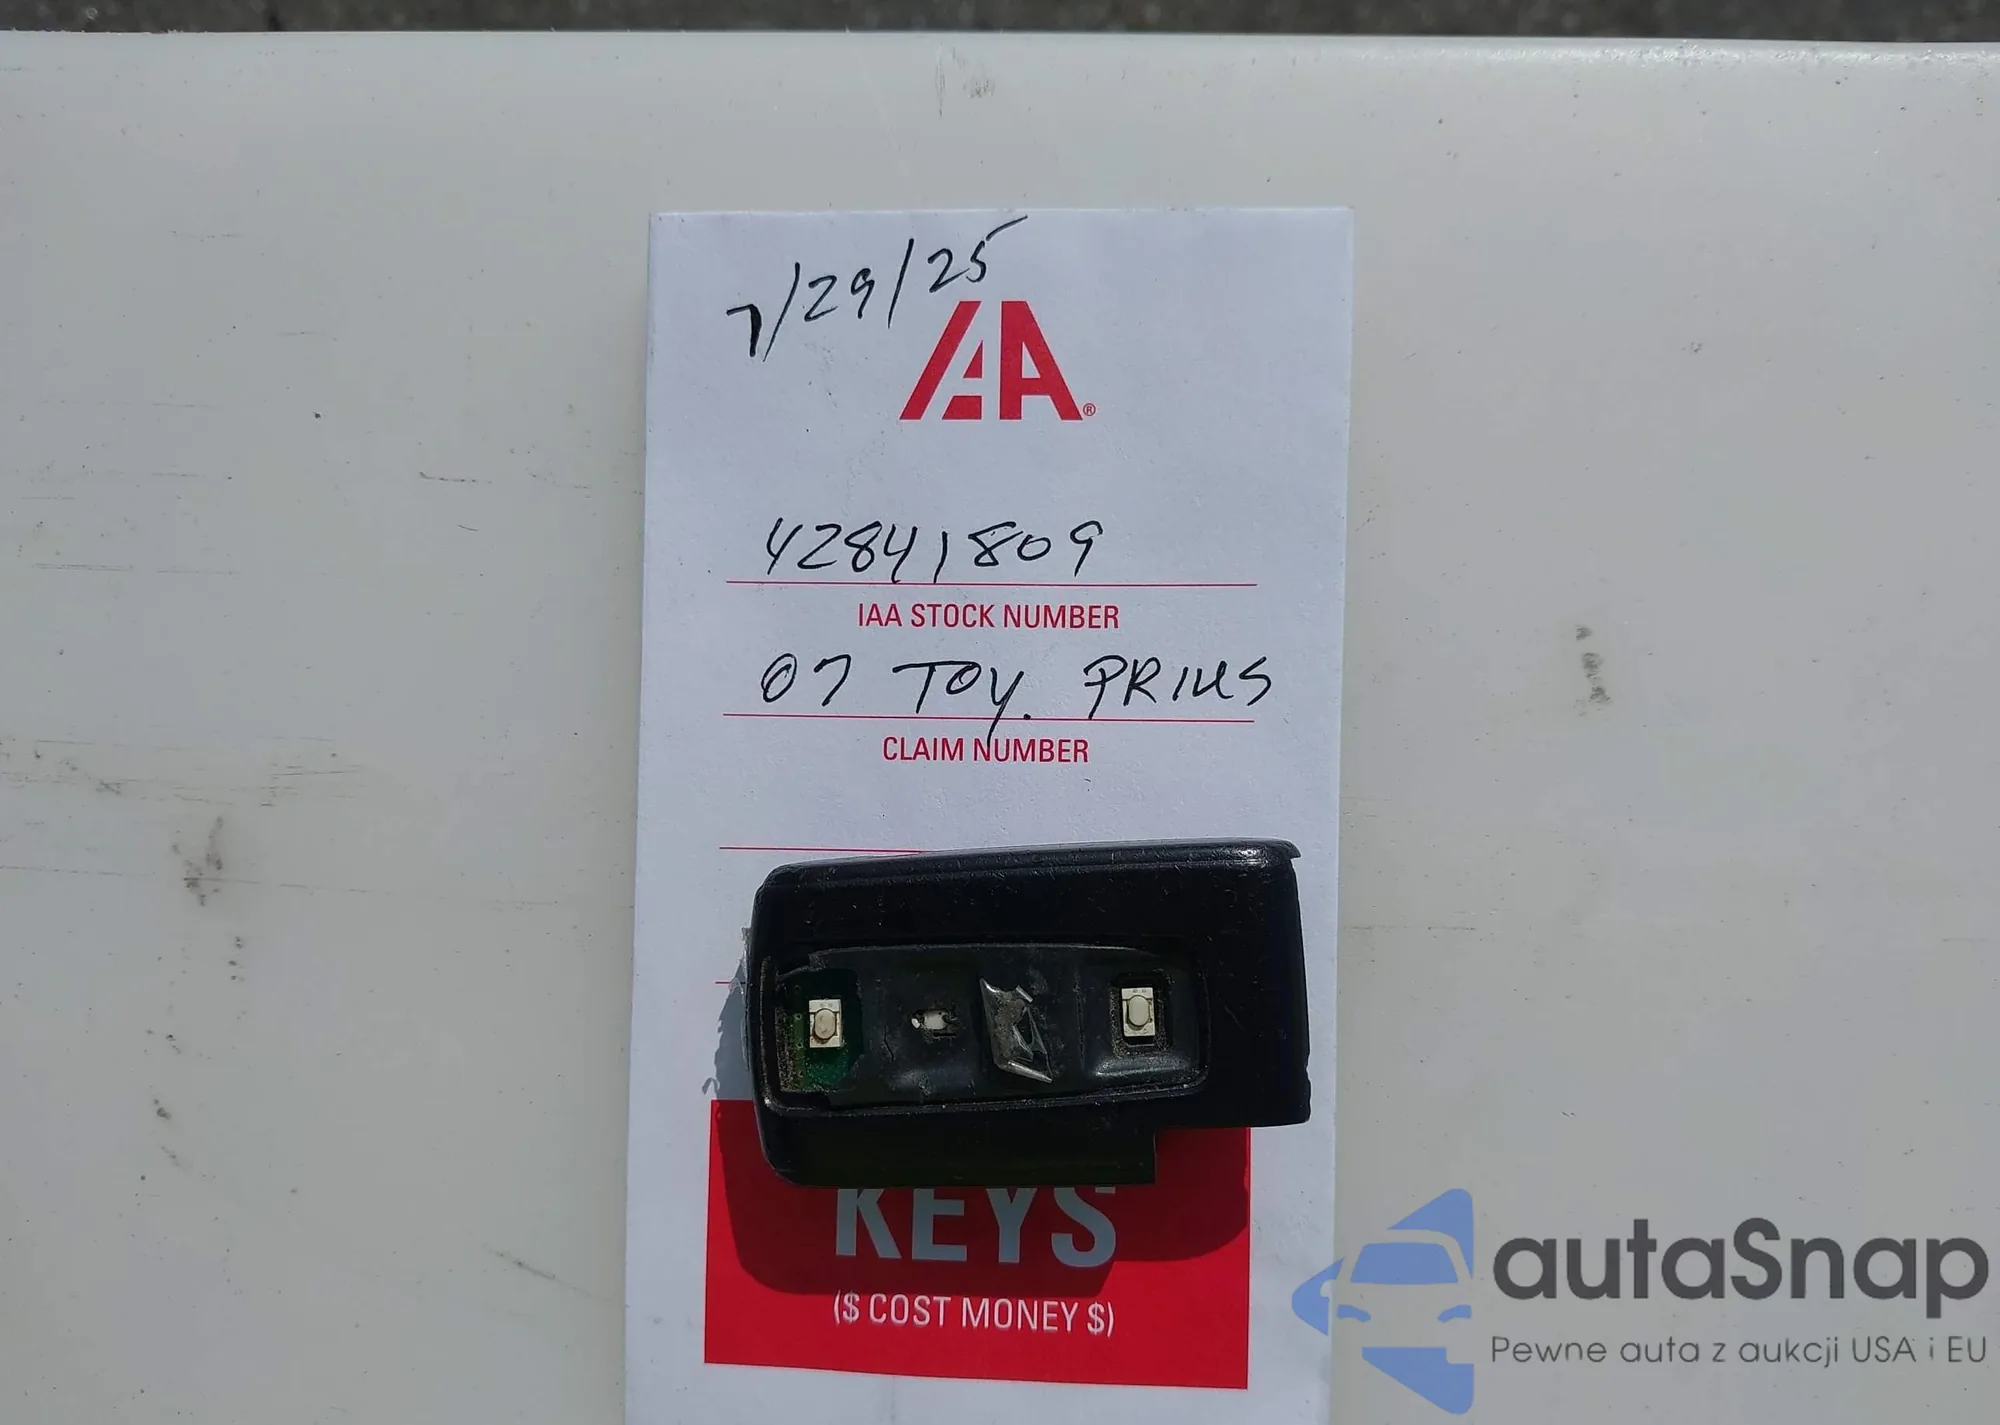 7/29/25
IAA®
42841809
IAA STOCK NUMBER
07 TOY. PRIUS
CLAIM NUMBER
KEYS
($ COST MONEY $)
autaSnap
Pewne auta z aukcji USA i EU